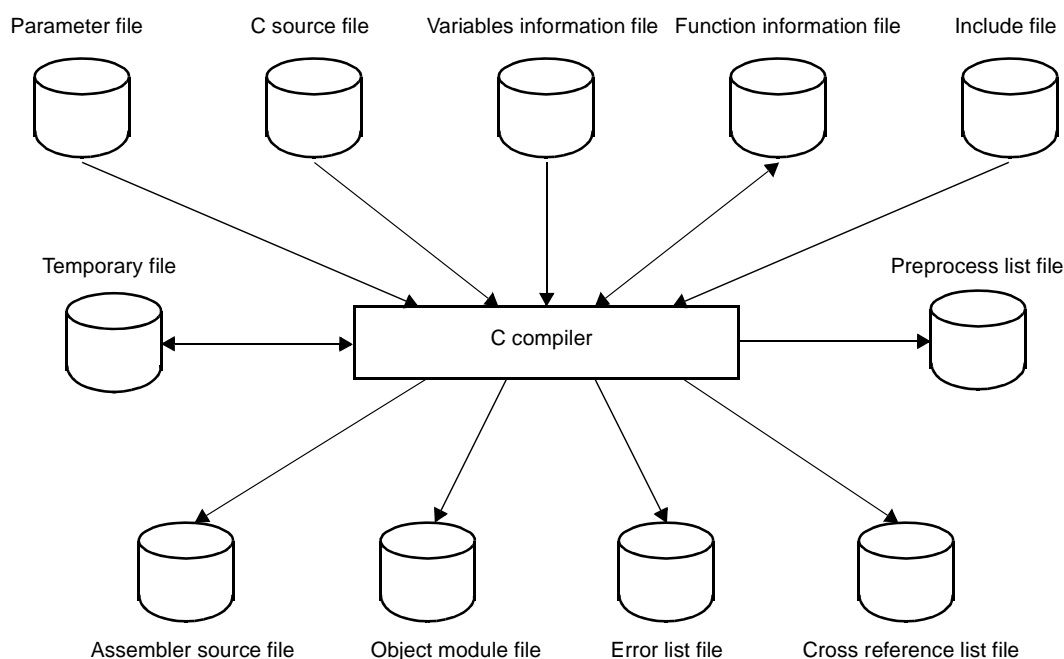 Parameter file
C source file
Variables information file
Function information file
Include file
Temporary file
Preprocess list file
C compiler
Assembler source file
Object module file
Error list file
Cross reference list file